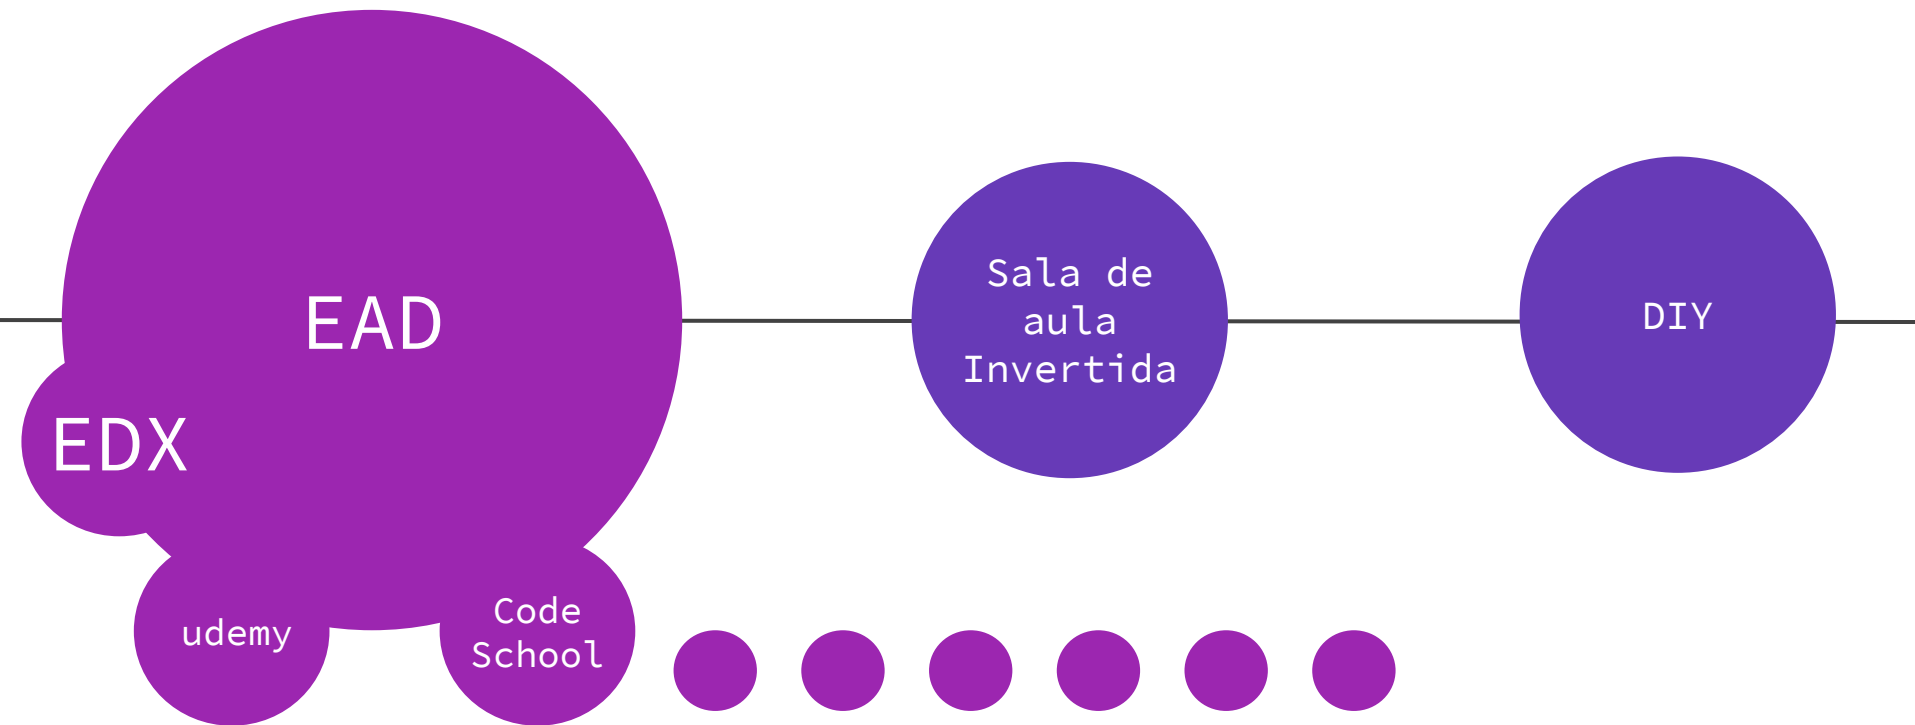 EAD
EDX
udemy
Code
School
Sala de
aula
Invertida
DIY